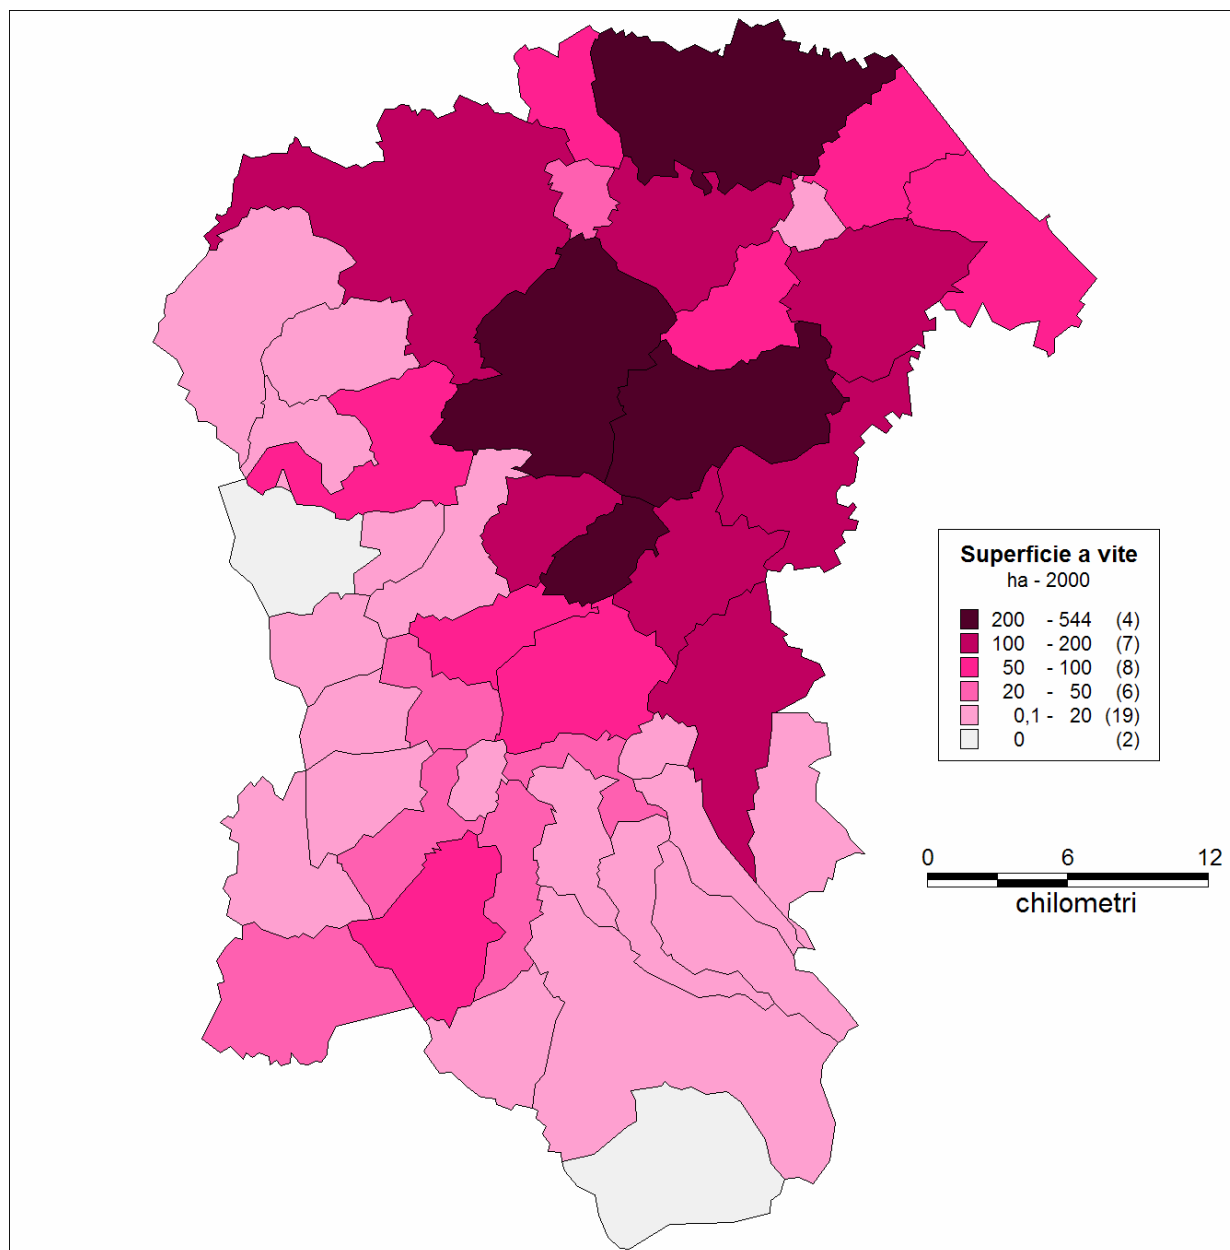 Superficie a vite
ha - 2000
200 - 544 (4)
100 - 200 (7)
50 - 100 (8)
20 - 50 (6)
0,1 - 20 (19)
0 (2)
0 6 12
chilometri